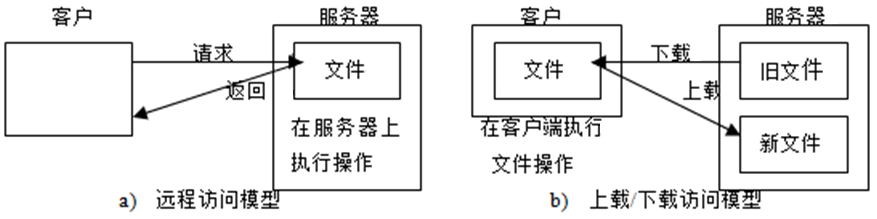 客户
服务器
请求
文件
返回
在服务器上
执行操作
a) 远程访问模型
客户
服务器
文件
下载
旧文件
上载
在客户端执行
文件操作
新文件
b) 上载/下载访问模型